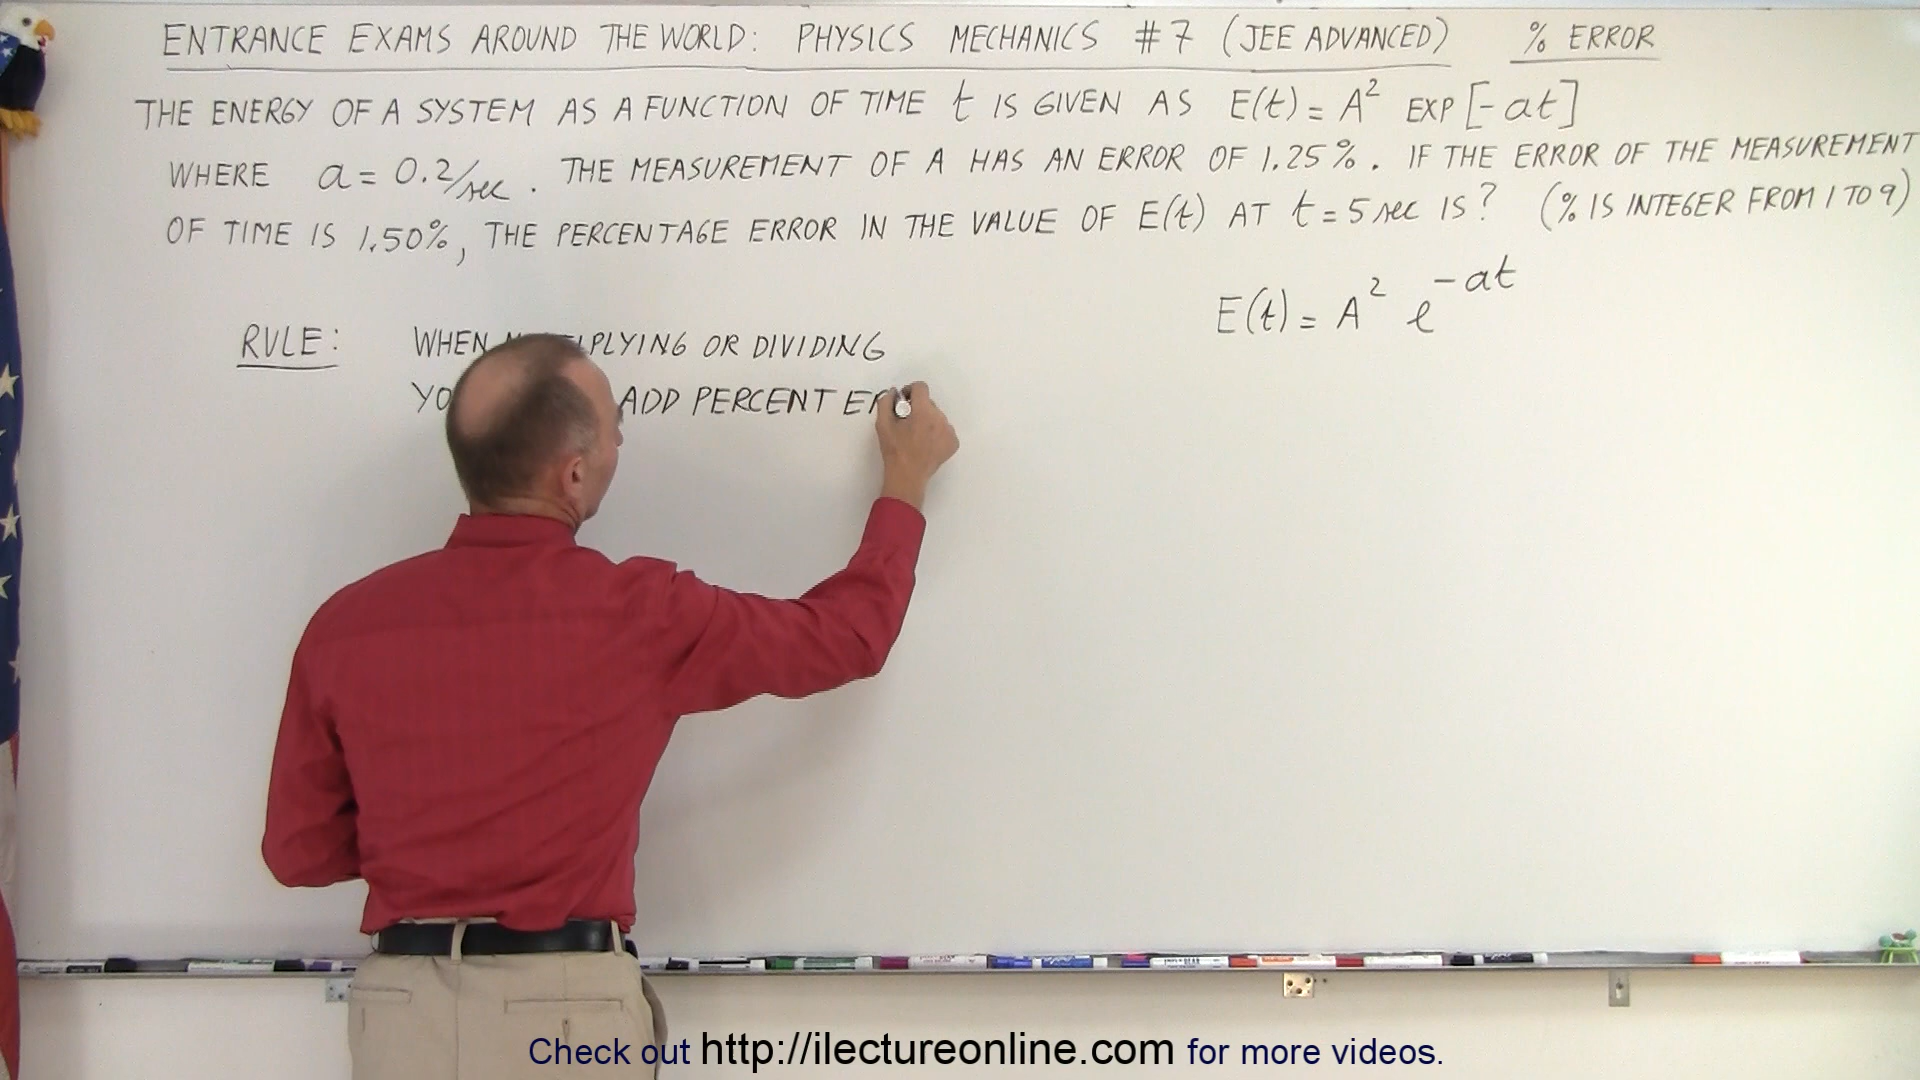 ENTRANCE EXAMS AROUND THE WORLD: PHYSICS MECHANICS #7 (JEE ADVANCED) % ERROR
THE ENERGY OF A SYSTEM AS A FUNCTION OF TIME t IS GIVEN AS E(t) = A² EXP[-at]
WHERE a = 0.2/sec. THE MEASUREMENT OF A HAS AN ERROR OF 1.25%. IF THE ERROR OF THE MEASUREMENT
OF TIME IS 1.50%, THE PERCENTAGE ERROR IN THE VALUE OF E(t) AT t = 5 sec IS? (% IS INTEGER FROM 1 TO 9)
E(t) = A² e^-at
RULE: WHEN OR DIVIDING
ADD PERCENT
Check out http://ilectureonline.com for more videos.